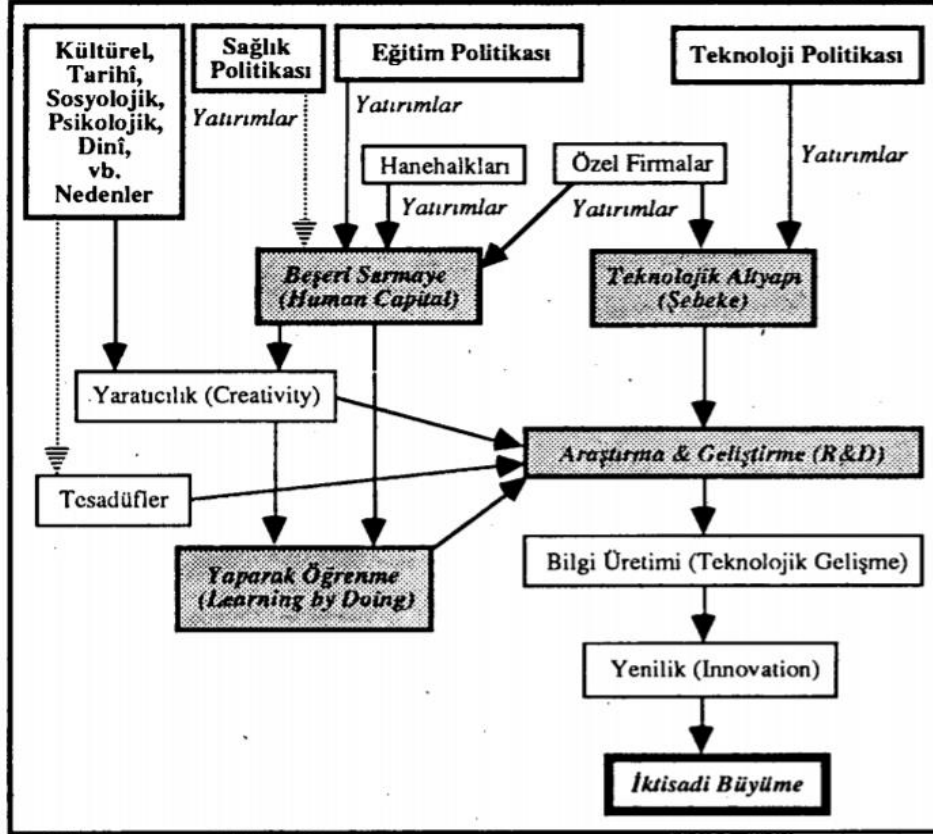 Kültürel,
Tarihî,
Sosyolojik,
Psikolojik,
Dinî,
vb.
Nedenler
Sağlık
Politikası
Eğitim Politikası
Teknoloji Politikası
Yatırımlar
Yatırımlar
Yatırımlar
Hanehalkları
Özel Firmalar
Yatırımlar
Yatırımlar
Beşeri Sermaye
(Human Capital)
Teknolojik Altyapı
(Şebeke)
Yaratıcılık (Creativity)
Araştırma & Geliştirme (R&D)
Tesadüfler
Yaparak Öğrenme
(Learning by Doing)
Bilgi Üretimi (Teknolojik Gelişme)
Yenilik (Innovation)
İktisadi Büyüme